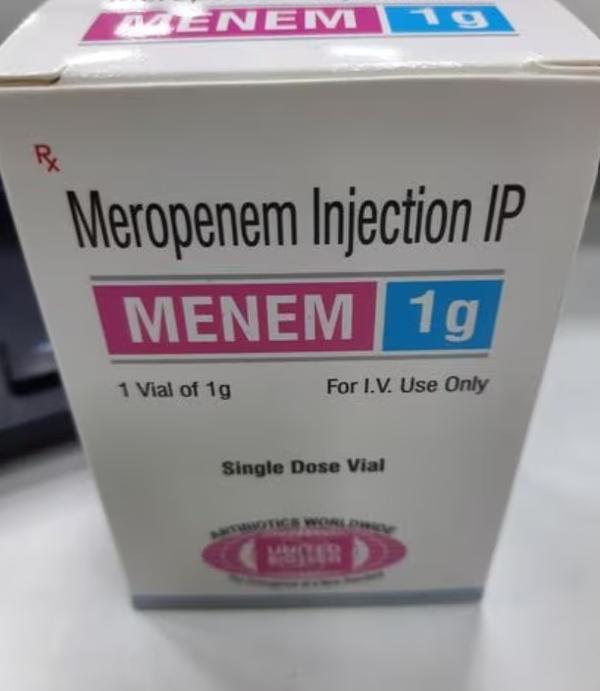 MENEM 1g
Rx
Meropenem Injection IP
MENEM 1g
1 Vial of 1g For I.V. Use Only
Single Dose Vial
ANTIBIOTICS WORLDWIDE
UNITED
BIOTECH